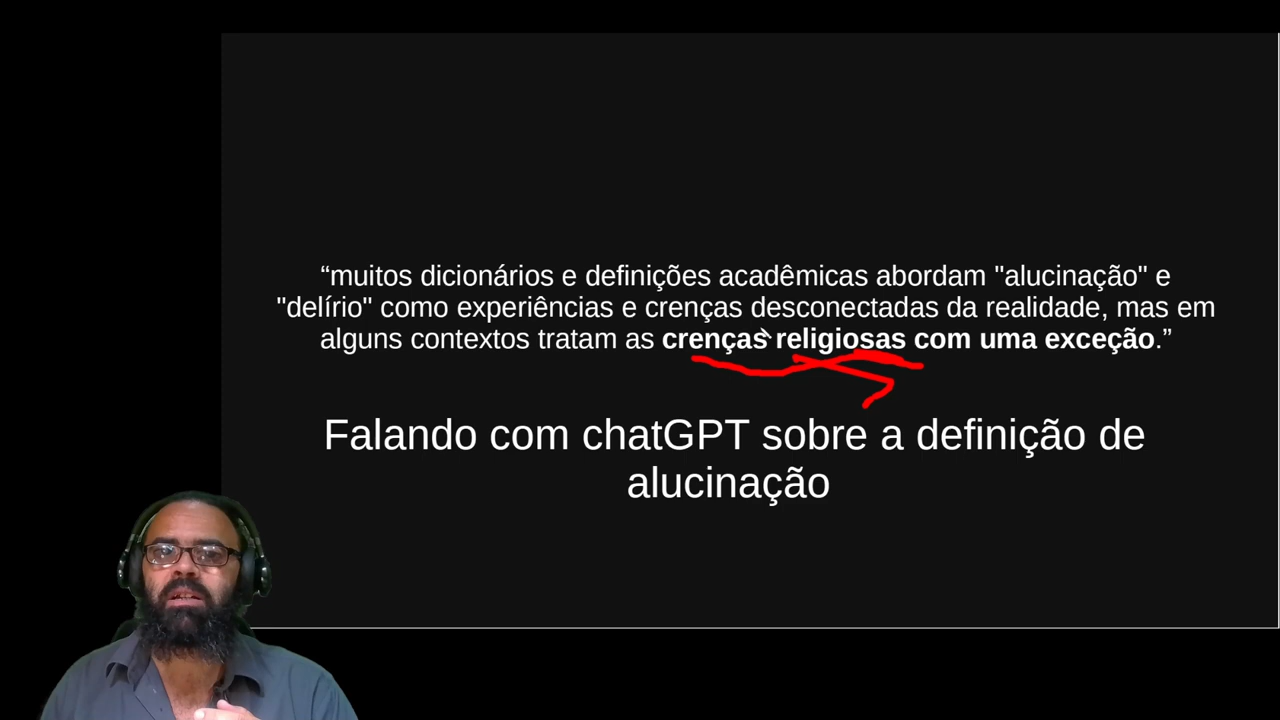 “muitos dicionários e definições acadêmicas abordam "alucinação" e
"delírio" como experiências e crenças desconectadas da realidade, mas em
alguns contextos tratam as crenças religiosas com uma exceção.”
Falando com chatGPT sobre a definição de
alucinação